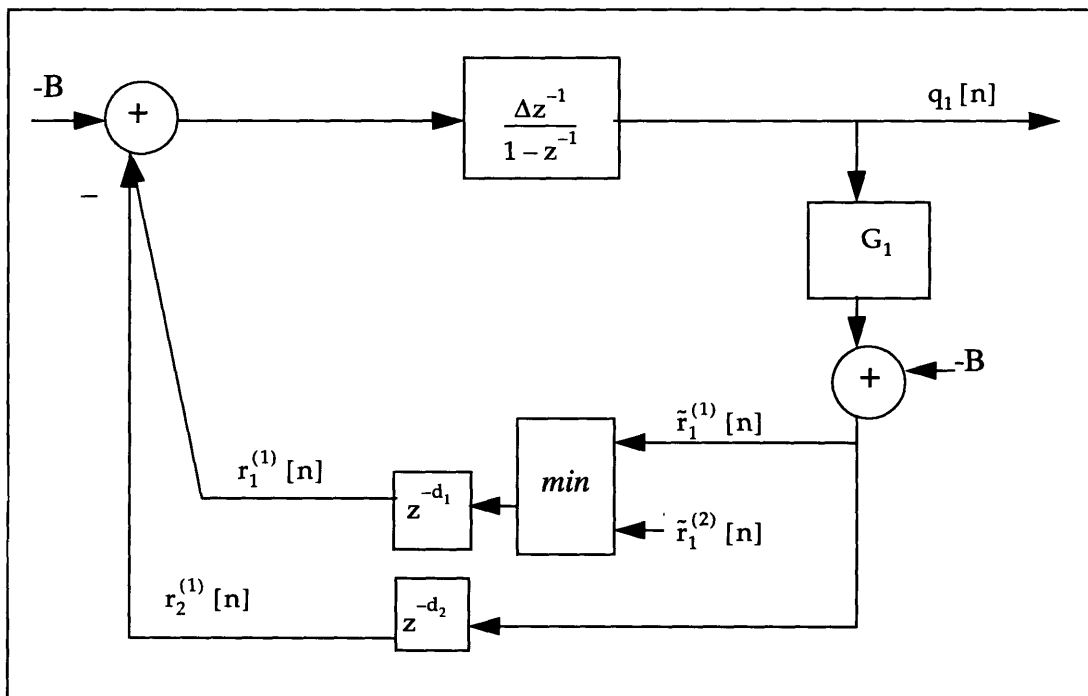 -B
+
Δz⁻¹
1 − z⁻¹
q₁ [n]
−
G₁
+
-B
r̃₁⁽¹⁾ [n]
min
r₁⁽¹⁾ [n]
z^{-d₁}
r̃₁⁽²⁾ [n]
r₂⁽¹⁾ [n]
z^{-d₂}